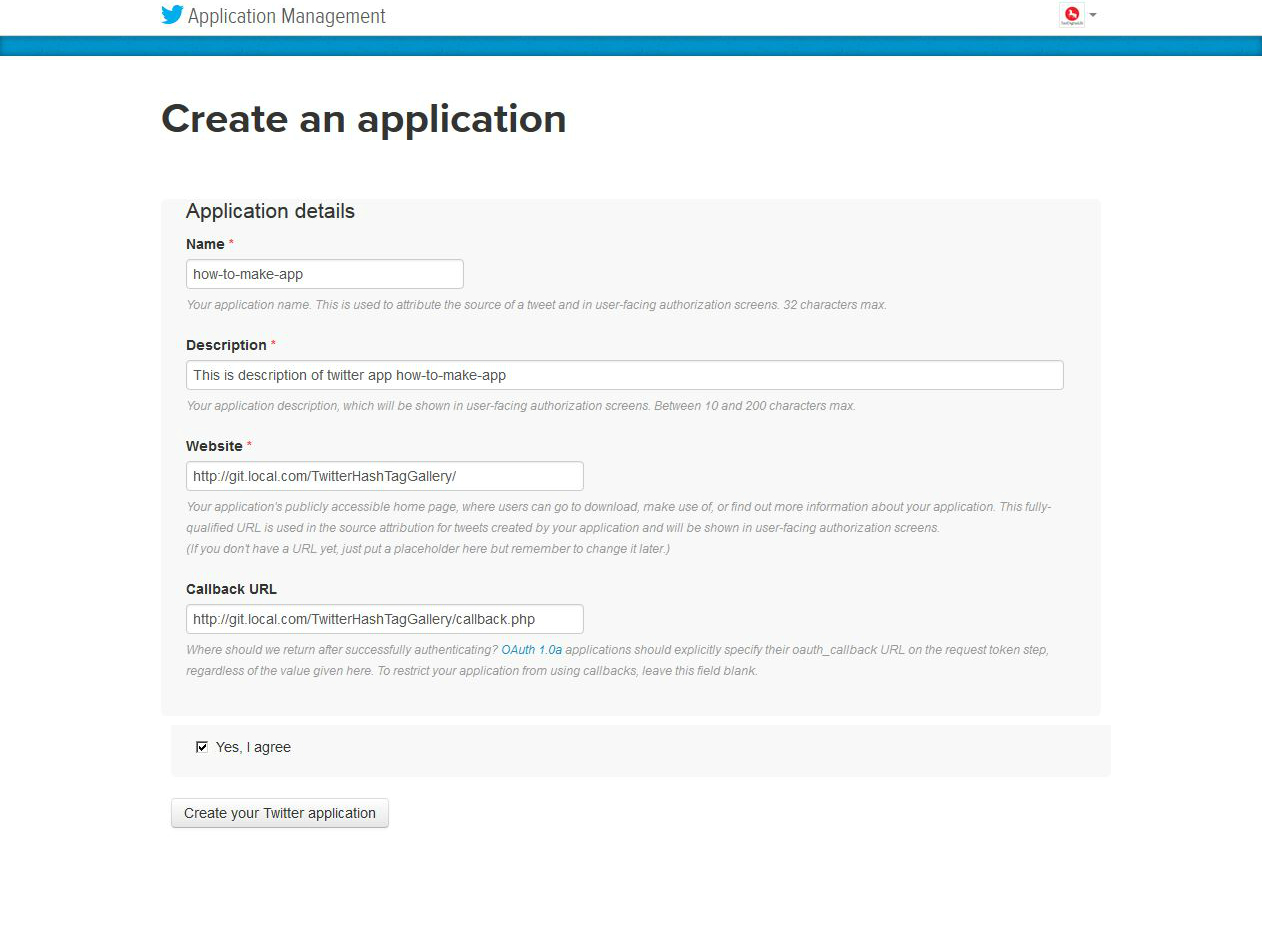 Application Management
Create an application
Application details
Name *
how-to-make-app
Your application name. This is used to attribute the source of a tweet and in user-facing authorization screens. 32 characters max.
Description *
This is description of twitter app how-to-make-app
Your application description, which will be shown in user-facing authorization screens. Between 10 and 200 characters max.
Website *
http://git.local.com/TwitterHashTagGallery/
Your application's publicly accessible home page, where users can go to download, make use of, or find out more information about your application. This fully-
qualified URL is used in the source attribution for tweets created by your application and will be shown in user-facing authorization screens.
(If you don't have a URL yet, just put a placeholder here but remember to change it later.)
Callback URL
http://git.local.com/TwitterHashTagGallery/callback.php
Where should we return after successfully authenticating? OAuth 1.0a applications should explicitly specify their oauth_callback URL on the request token step,
regardless of the value given here. To restrict your application from using callbacks, leave this field blank.
Yes, I agree
Create your Twitter application